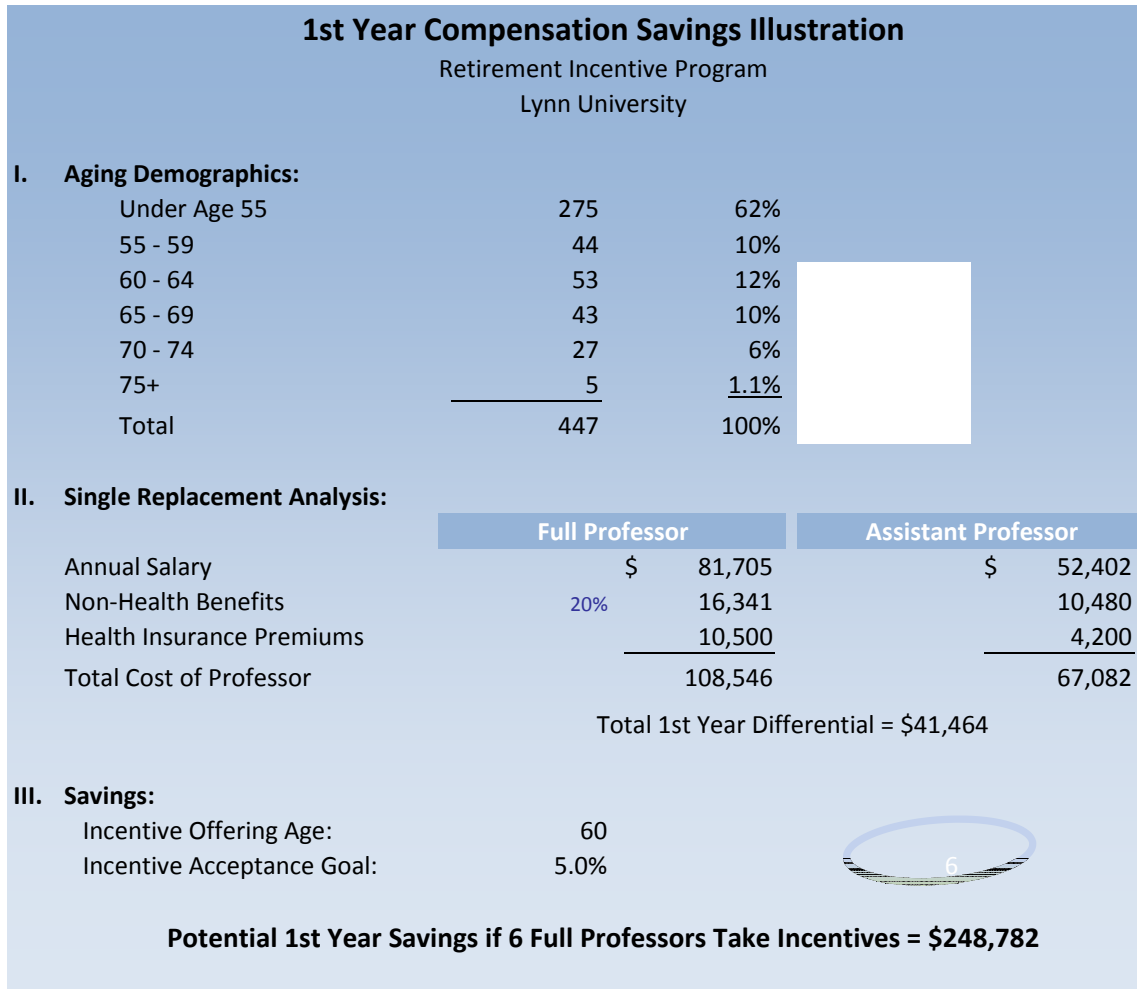 1st Year Compensation Savings Illustration
Retirement Incentive Program
Lynn University
I. Aging Demographics:
Under Age 55 275 62%
55 - 59 44 10%
60 - 64 53 12%
65 - 69 43 10%
70 - 74 27 6%
75+ 5 1.1%
Total 447 100%
II. Single Replacement Analysis:
Full Professor Assistant Professor
Annual Salary $ 81,705 $ 52,402
Non-Health Benefits 20% 16,341 10,480
Health Insurance Premiums 10,500 4,200
Total Cost of Professor 108,546 67,082
Total 1st Year Differential = $41,464
III. Savings:
Incentive Offering Age: 60
Incentive Acceptance Goal: 5.0% 6
Potential 1st Year Savings if 6 Full Professors Take Incentives = $248,782